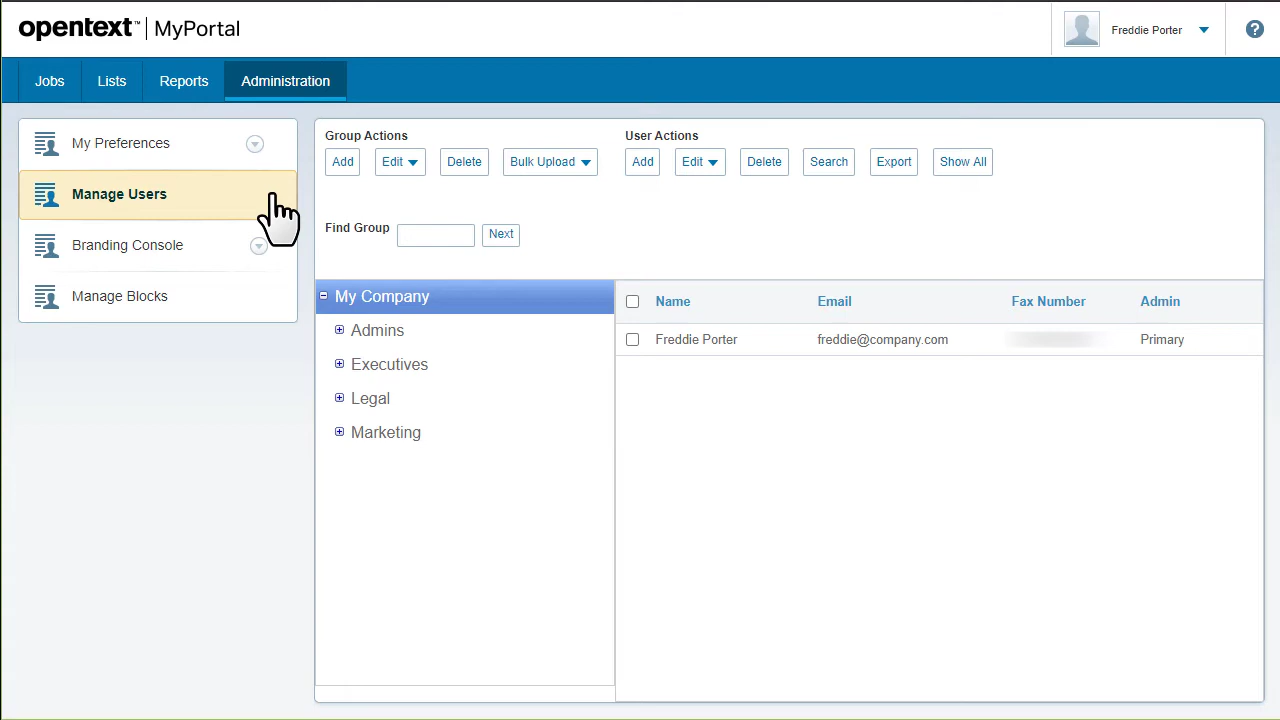 opentext™ | MyPortal
Freddie Porter
?
Jobs
Lists
Reports
Administration
My Preferences
Manage Users
Branding Console
Manage Blocks
Group Actions
Add
Edit
Delete
Bulk Upload
User Actions
Add
Edit
Delete
Search
Export
Show All
Find Group
Next
My Company
Admins
Executives
Legal
Marketing
Name Email Fax Number Admin
Freddie Porter freddie@company.com Primary